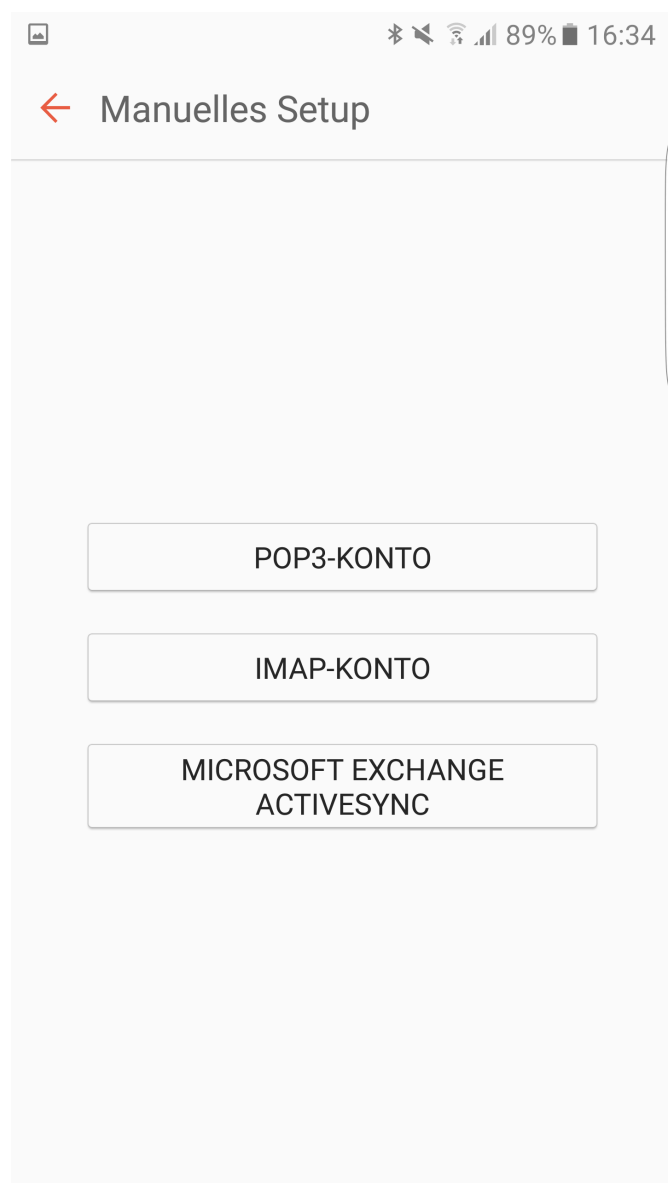 89% 16:34
Manuelles Setup
POP3-KONTO
IMAP-KONTO
MICROSOFT EXCHANGE
ACTIVESYNC